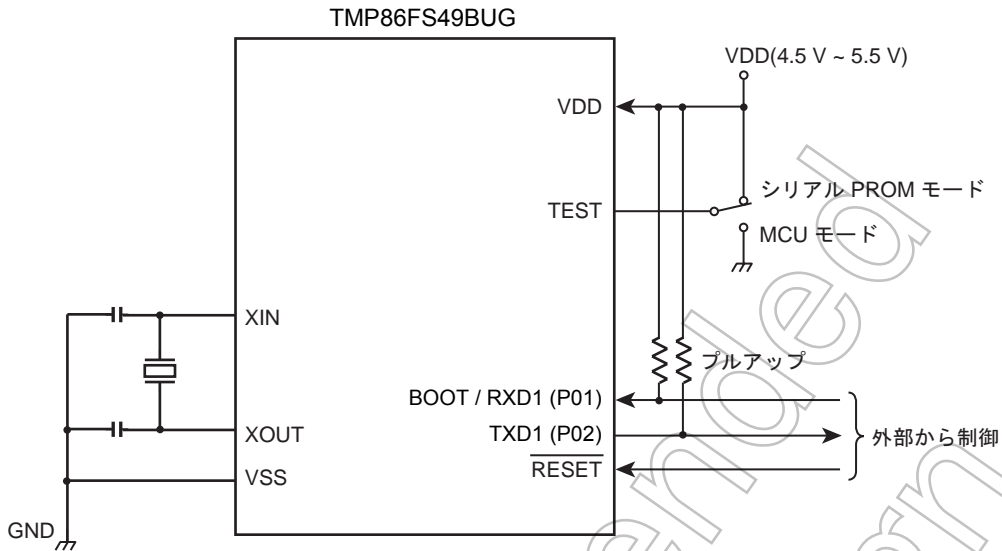 TMP86FS49BUG
VDD(4.5 V ~ 5.5 V)
VDD
シリアル PROM モード
TEST
MCU モード
XIN
プルアップ
BOOT / RXD1 (P01)
XOUT
TXD1 (P02)
外部から制御
VSS
RESET
GND